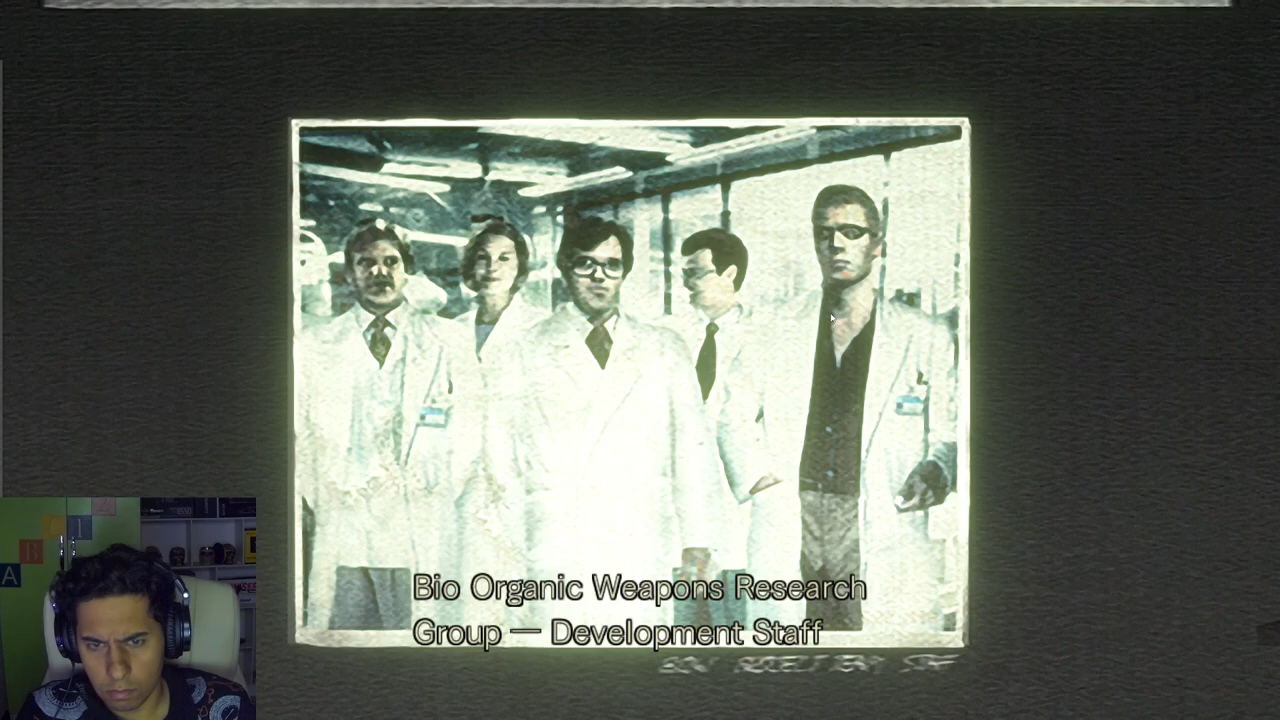 Bio Organic Weapons Research
Group — Development Staff
A
B